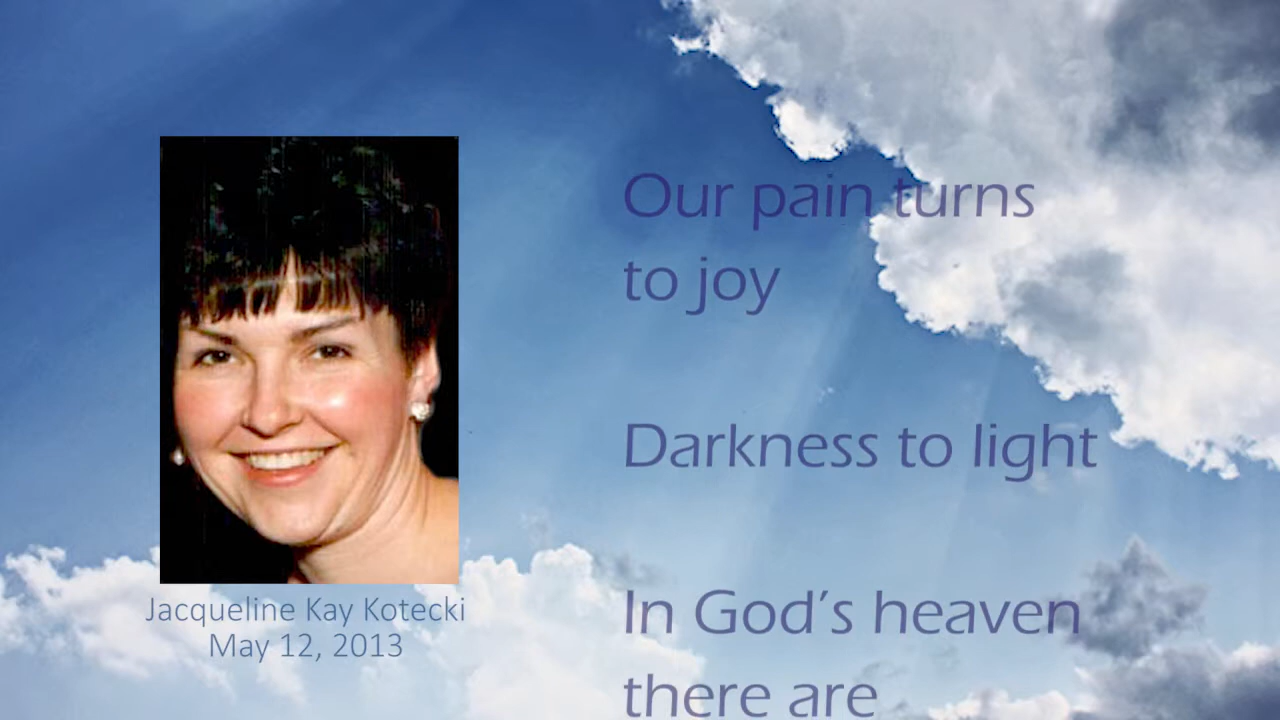 Our pain turns
to joy
Darkness to light
In God's heaven
there are
Jacqueline Kay Kotecki
May 12, 2013